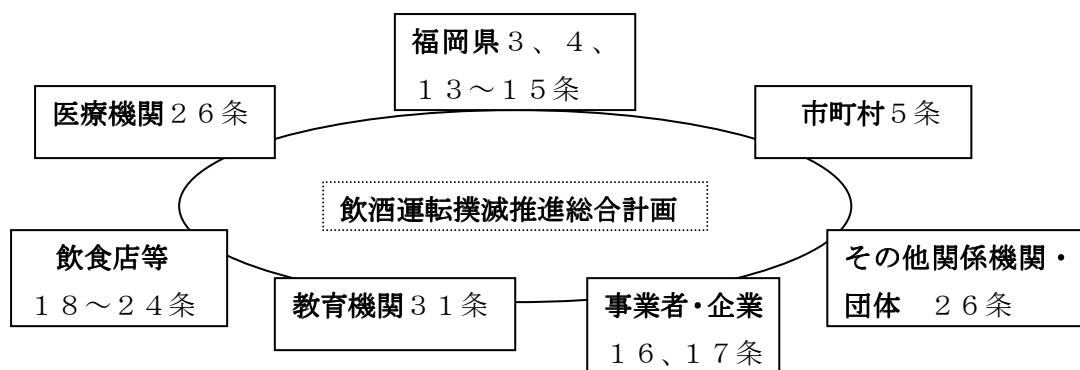 福岡県３、４、
１３～１５条
医療機関２６条
市町村５条
飲酒運転撲滅推進総合計画
飲食店等
１８～２４条
教育機関３１条
事業者・企業
１６、１７条
その他関係機関・
団体　２６条